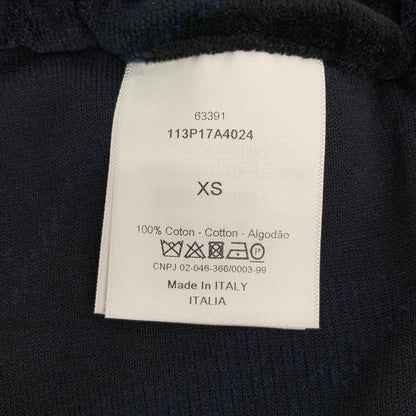 63391
113P17A4024
XS
100% Coton - Cotton - Algodão
P
CNPJ 02-046-366/0003-99
Made In ITALY
ITALIA